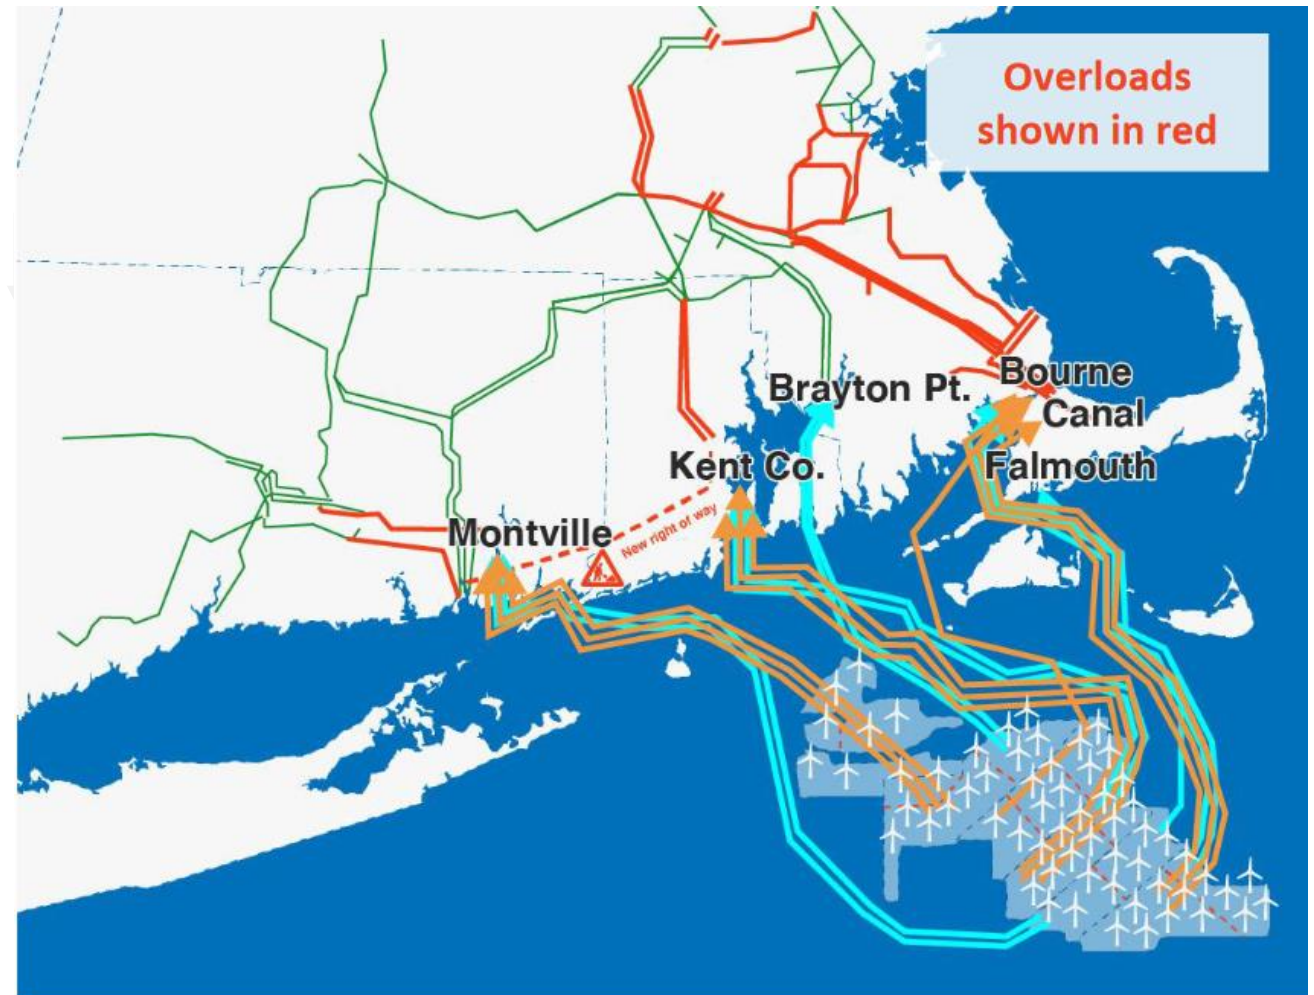 Overloads
shown in red
Bourne
Brayton Pt.
Canal
Kent Co.
Falmouth
Montville
New right of way